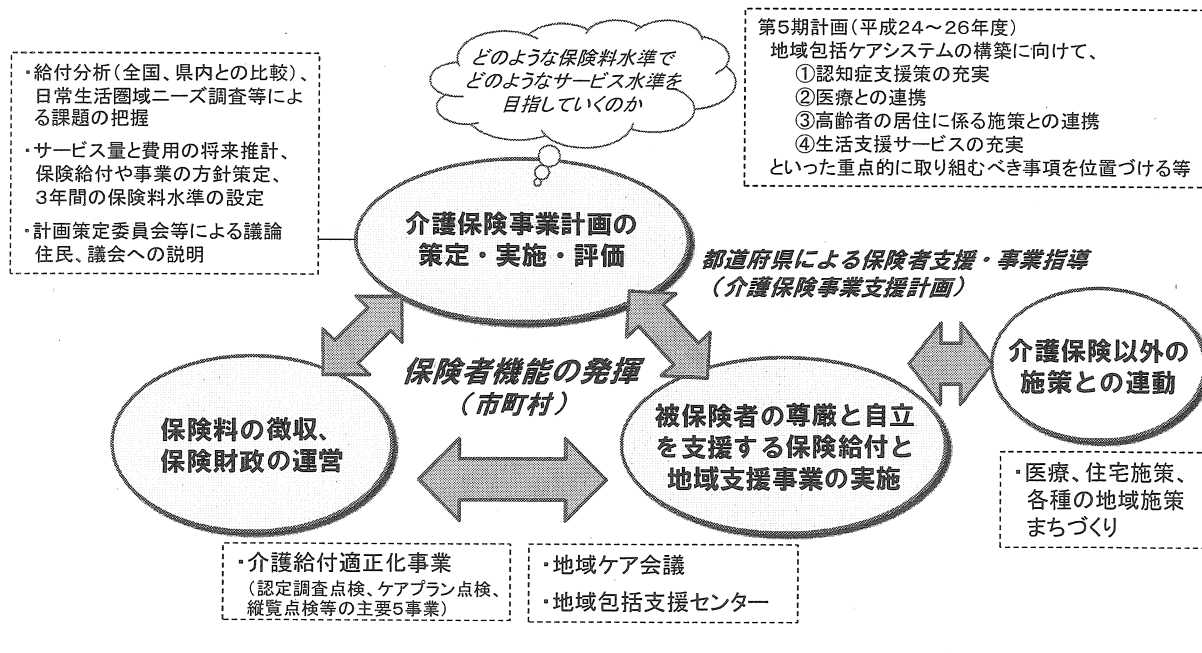 どのような保険料水準で
どのようなサービス水準を
目指していくのか
第5期計画(平成24～26年度)
地域包括ケアシステムの構築に向けて、
①認知症支援策の充実
②医療との連携
③高齢者の居住に係る施策との連携
④生活支援サービスの充実
といった重点的に取り組むべき事項を位置づける等
・給付分析(全国、県内との比較)、
日常生活圏域ニーズ調査等によ
る課題の把握
・サービス量と費用の将来推計、
保険給付や事業の方針策定、
3年間の保険料水準の設定
・計画策定委員会等による議論
住民、議会への説明
介護保険事業計画の
策定・実施・評価
都道府県による保険者支援・事業指導
(介護保険事業支援計画)
保険者機能の発揮
(市町村)
介護保険以外の
施策との連動
保険料の徴収、
保険財政の運営
被保険者の尊厳と自立
を支援する保険給付と
地域支援事業の実施
・医療、住宅施策、
各種の地域施策
まちづくり
・介護給付適正化事業
(認定調査点検、ケアプラン点検、
縦覧点検等の主要5事業)
・地域ケア会議
・地域包括支援センター